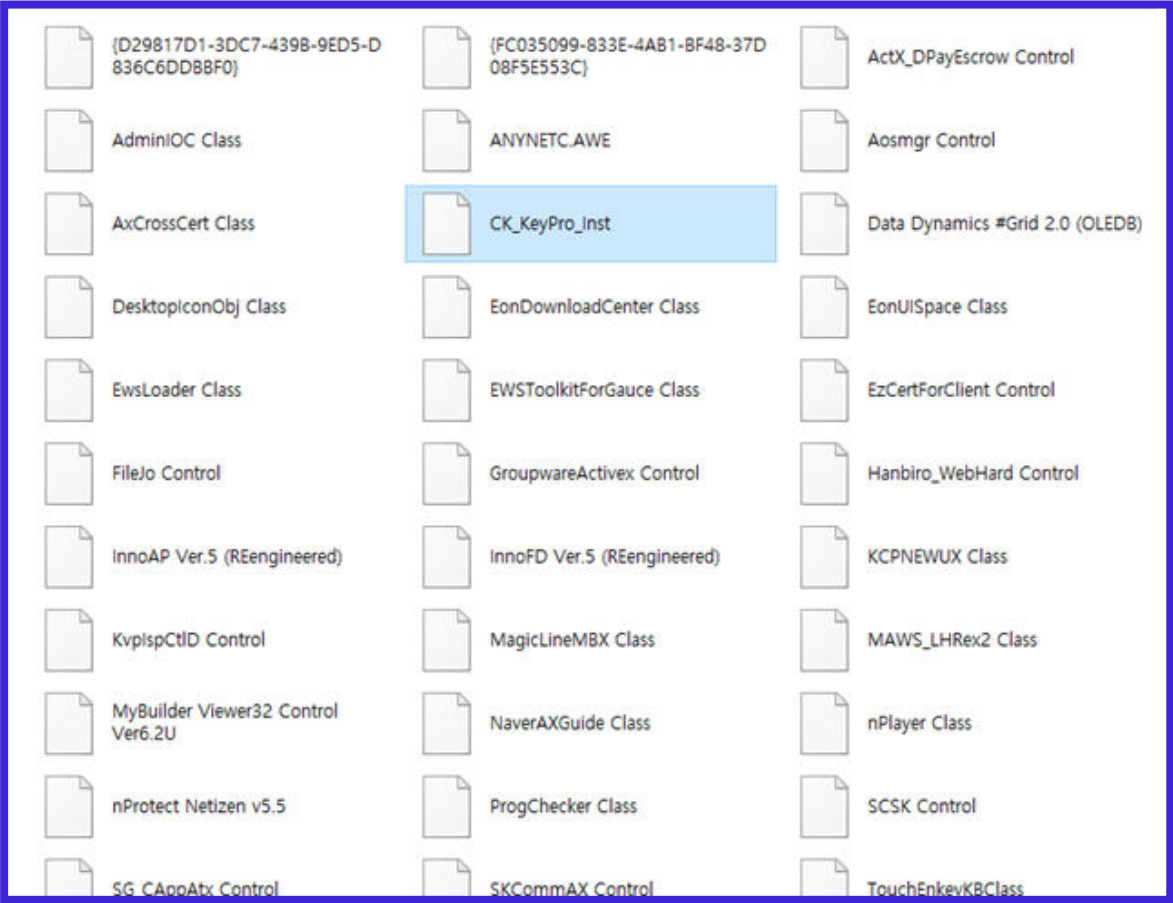 {D29817D1-3DC7-439B-9ED5-D
836C6DDBBF0}
{FC035099-833E-4AB1-BF48-37D
08F5E553C}
ActX_DPayEscrow Control
AdminIOC Class
ANYNETC.AWE
Aosmgr Control
AxCrossCert Class
CK_KeyPro_Inst
Data Dynamics #Grid 2.0 (OLEDB)
DesktopIconObj Class
EonDownloadCenter Class
EonUISpace Class
EwsLoader Class
EWSToolkitForGauce Class
EzCertForClient Control
FileJo Control
GroupwareActivex Control
Hanbiro_WebHard Control
InnoAP Ver.5 (REengineered)
InnoFD Ver.5 (REengineered)
KCPNEWUX Class
KvpIspCtlD Control
MagicLineMBX Class
MAWS_LHRex2 Class
MyBuilder Viewer32 Control
Ver6.2U
NaverAXGuide Class
nPlayer Class
nProtect Netizen v5.5
ProgChecker Class
SCSK Control
SG_CAppAtx Control
SKCommAX Control
TouchEnkeyKBClass